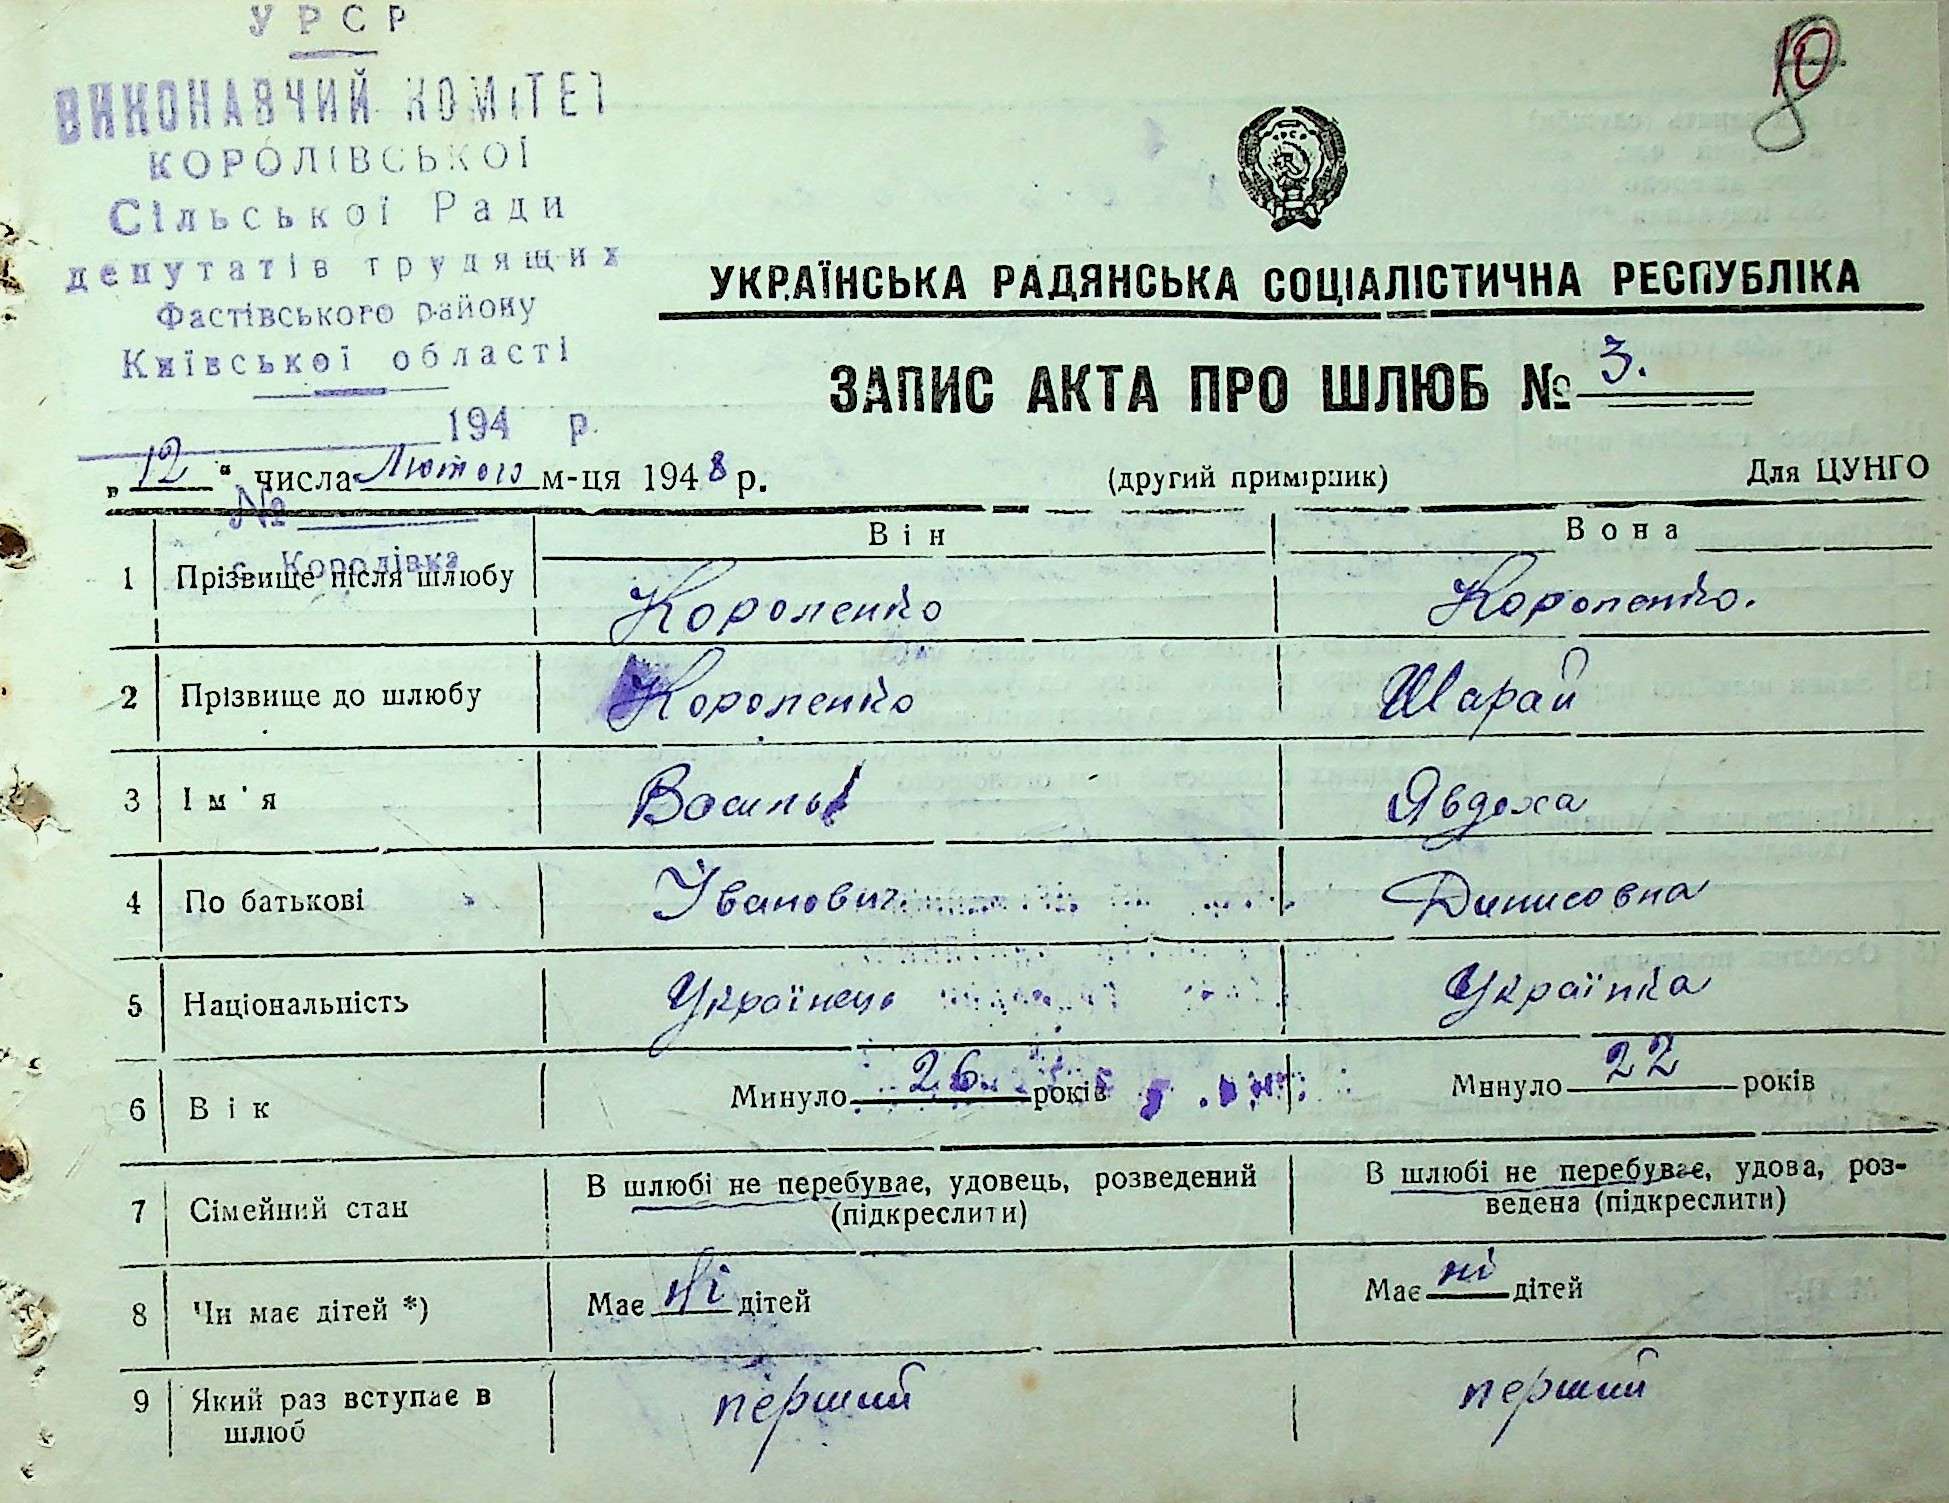 УРСР
ВИКОНАВЧИЙ КОМІТЕТ
КОРОЛІВСЬКОЇ
Сільської Ради
депутатів трудящих
Фастівського району
Київської області
194 р.
№
с. Королівка
10
8
УКРАЇНСЬКА РАДЯНСЬКА СОЦІАЛІСТИЧНА РЕСПУБЛІКА
ЗАПИС АКТА ПРО ШЛЮБ № 3.
„12“ числа Лютого м-ця 1948 р. (другий примірник) Для ЦУНГО
Він Вона
1 Прізвище після шлюбу Короленко Короленко.
2 Прізвище до шлюбу Короленко Шарай
3 Ім'я Василь Явдоха
4 По батькові Іванович Динисовна
5 Національність Українець Українка
6 Вік Минуло 26 років Минуло 22 років
7 Сімейний стан В шлюбі не перебуває, удовець, розведений (підкреслити) В шлюбі не перебуває, удова, роз-
ведена (підкреслити)
8 Чи має дітей *) Має ні дітей Має ні дітей
9 Який раз вступає в шлюб перший перший